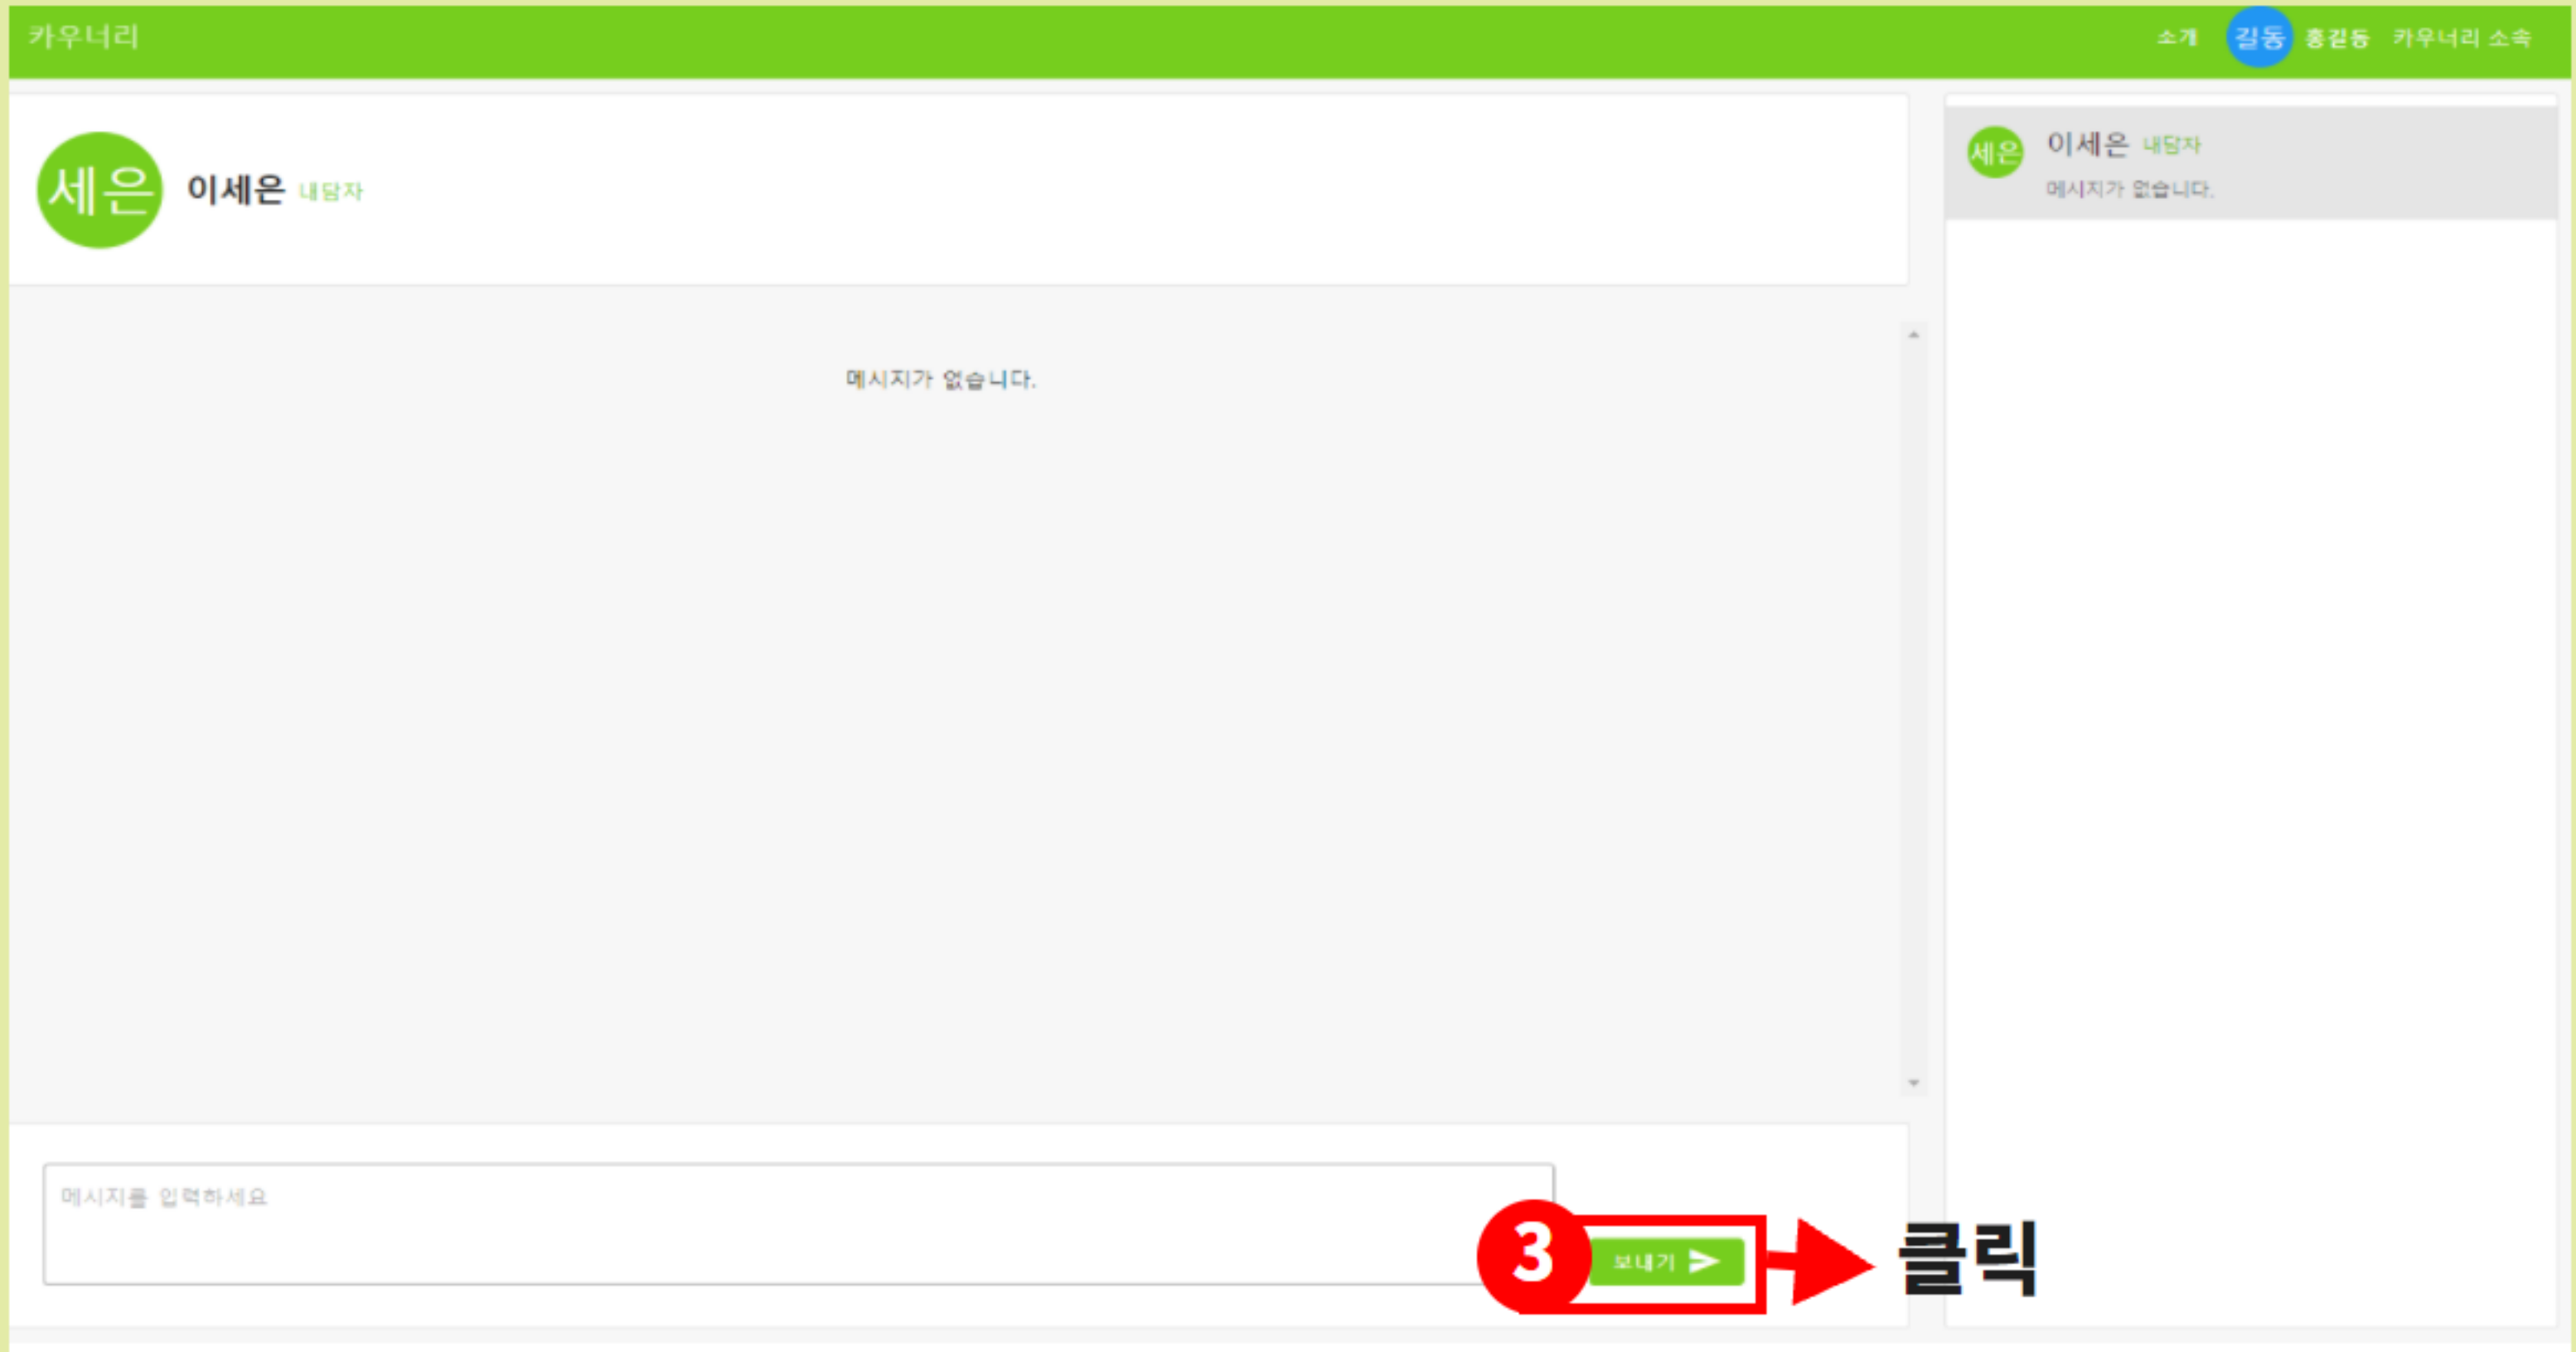 카우너리
소개 길동 홍길동 카우너리 소속
세은 이세은 내담자
메시지가 없습니다.
메시지를 입력하세요
3 보내기 클릭
세은 이세은 내담자
메시지가 없습니다.